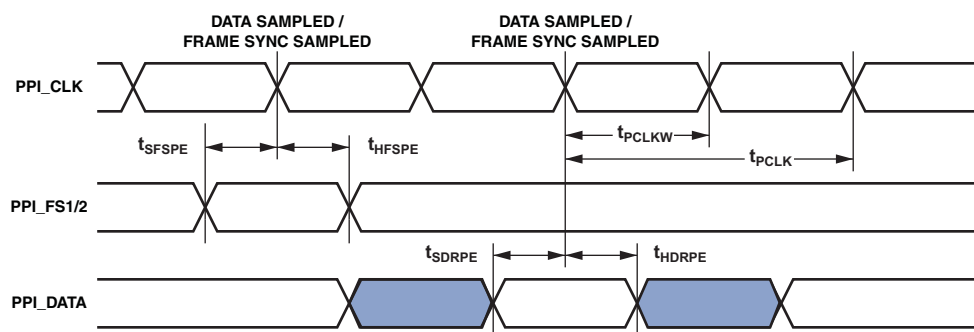 DATA SAMPLED /
FRAME SYNC SAMPLED
DATA SAMPLED /
FRAME SYNC SAMPLED
PPI_CLK
tPCLKW
tSFSPE
tHFSPE
tPCLK
PPI_FS1/2
tSDRPE
tHDRPE
PPI_DATA